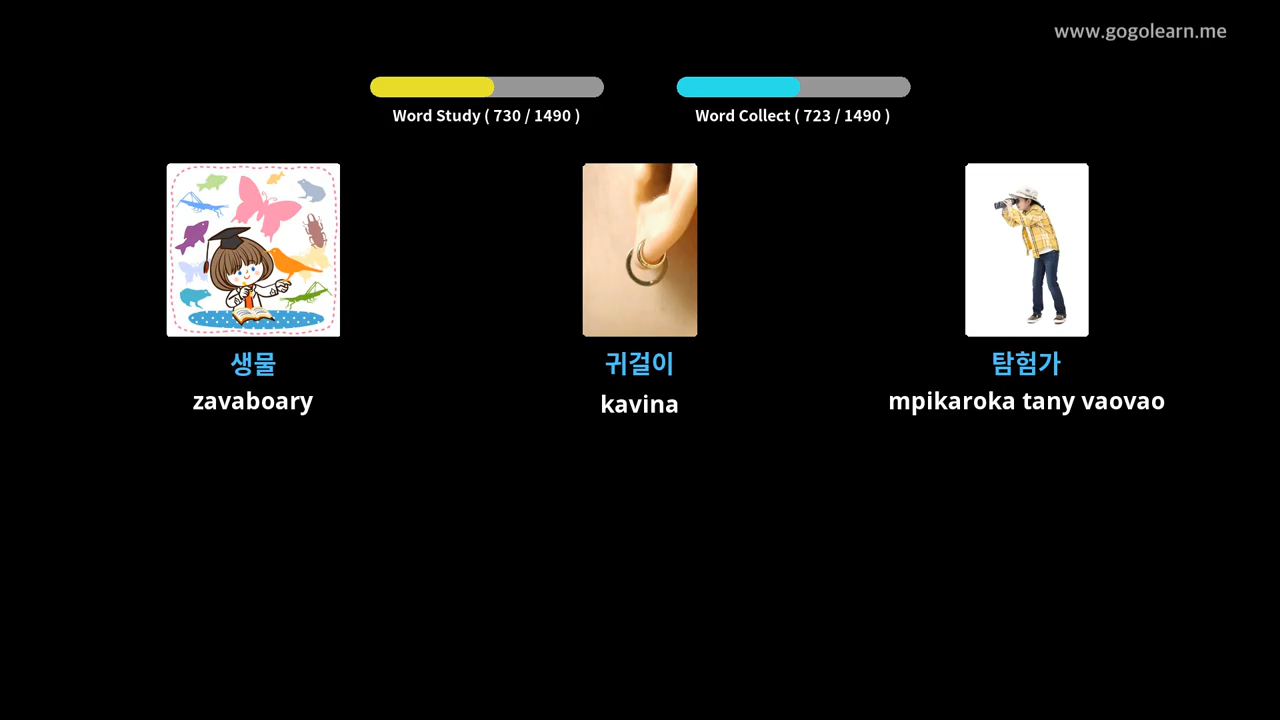 www.gogolearn.me
Word Study ( 730 / 1490 )
Word Collect ( 723 / 1490 )
생물
zavaboary
귀걸이
kavina
탐험가
mpikaroka tany vaovao